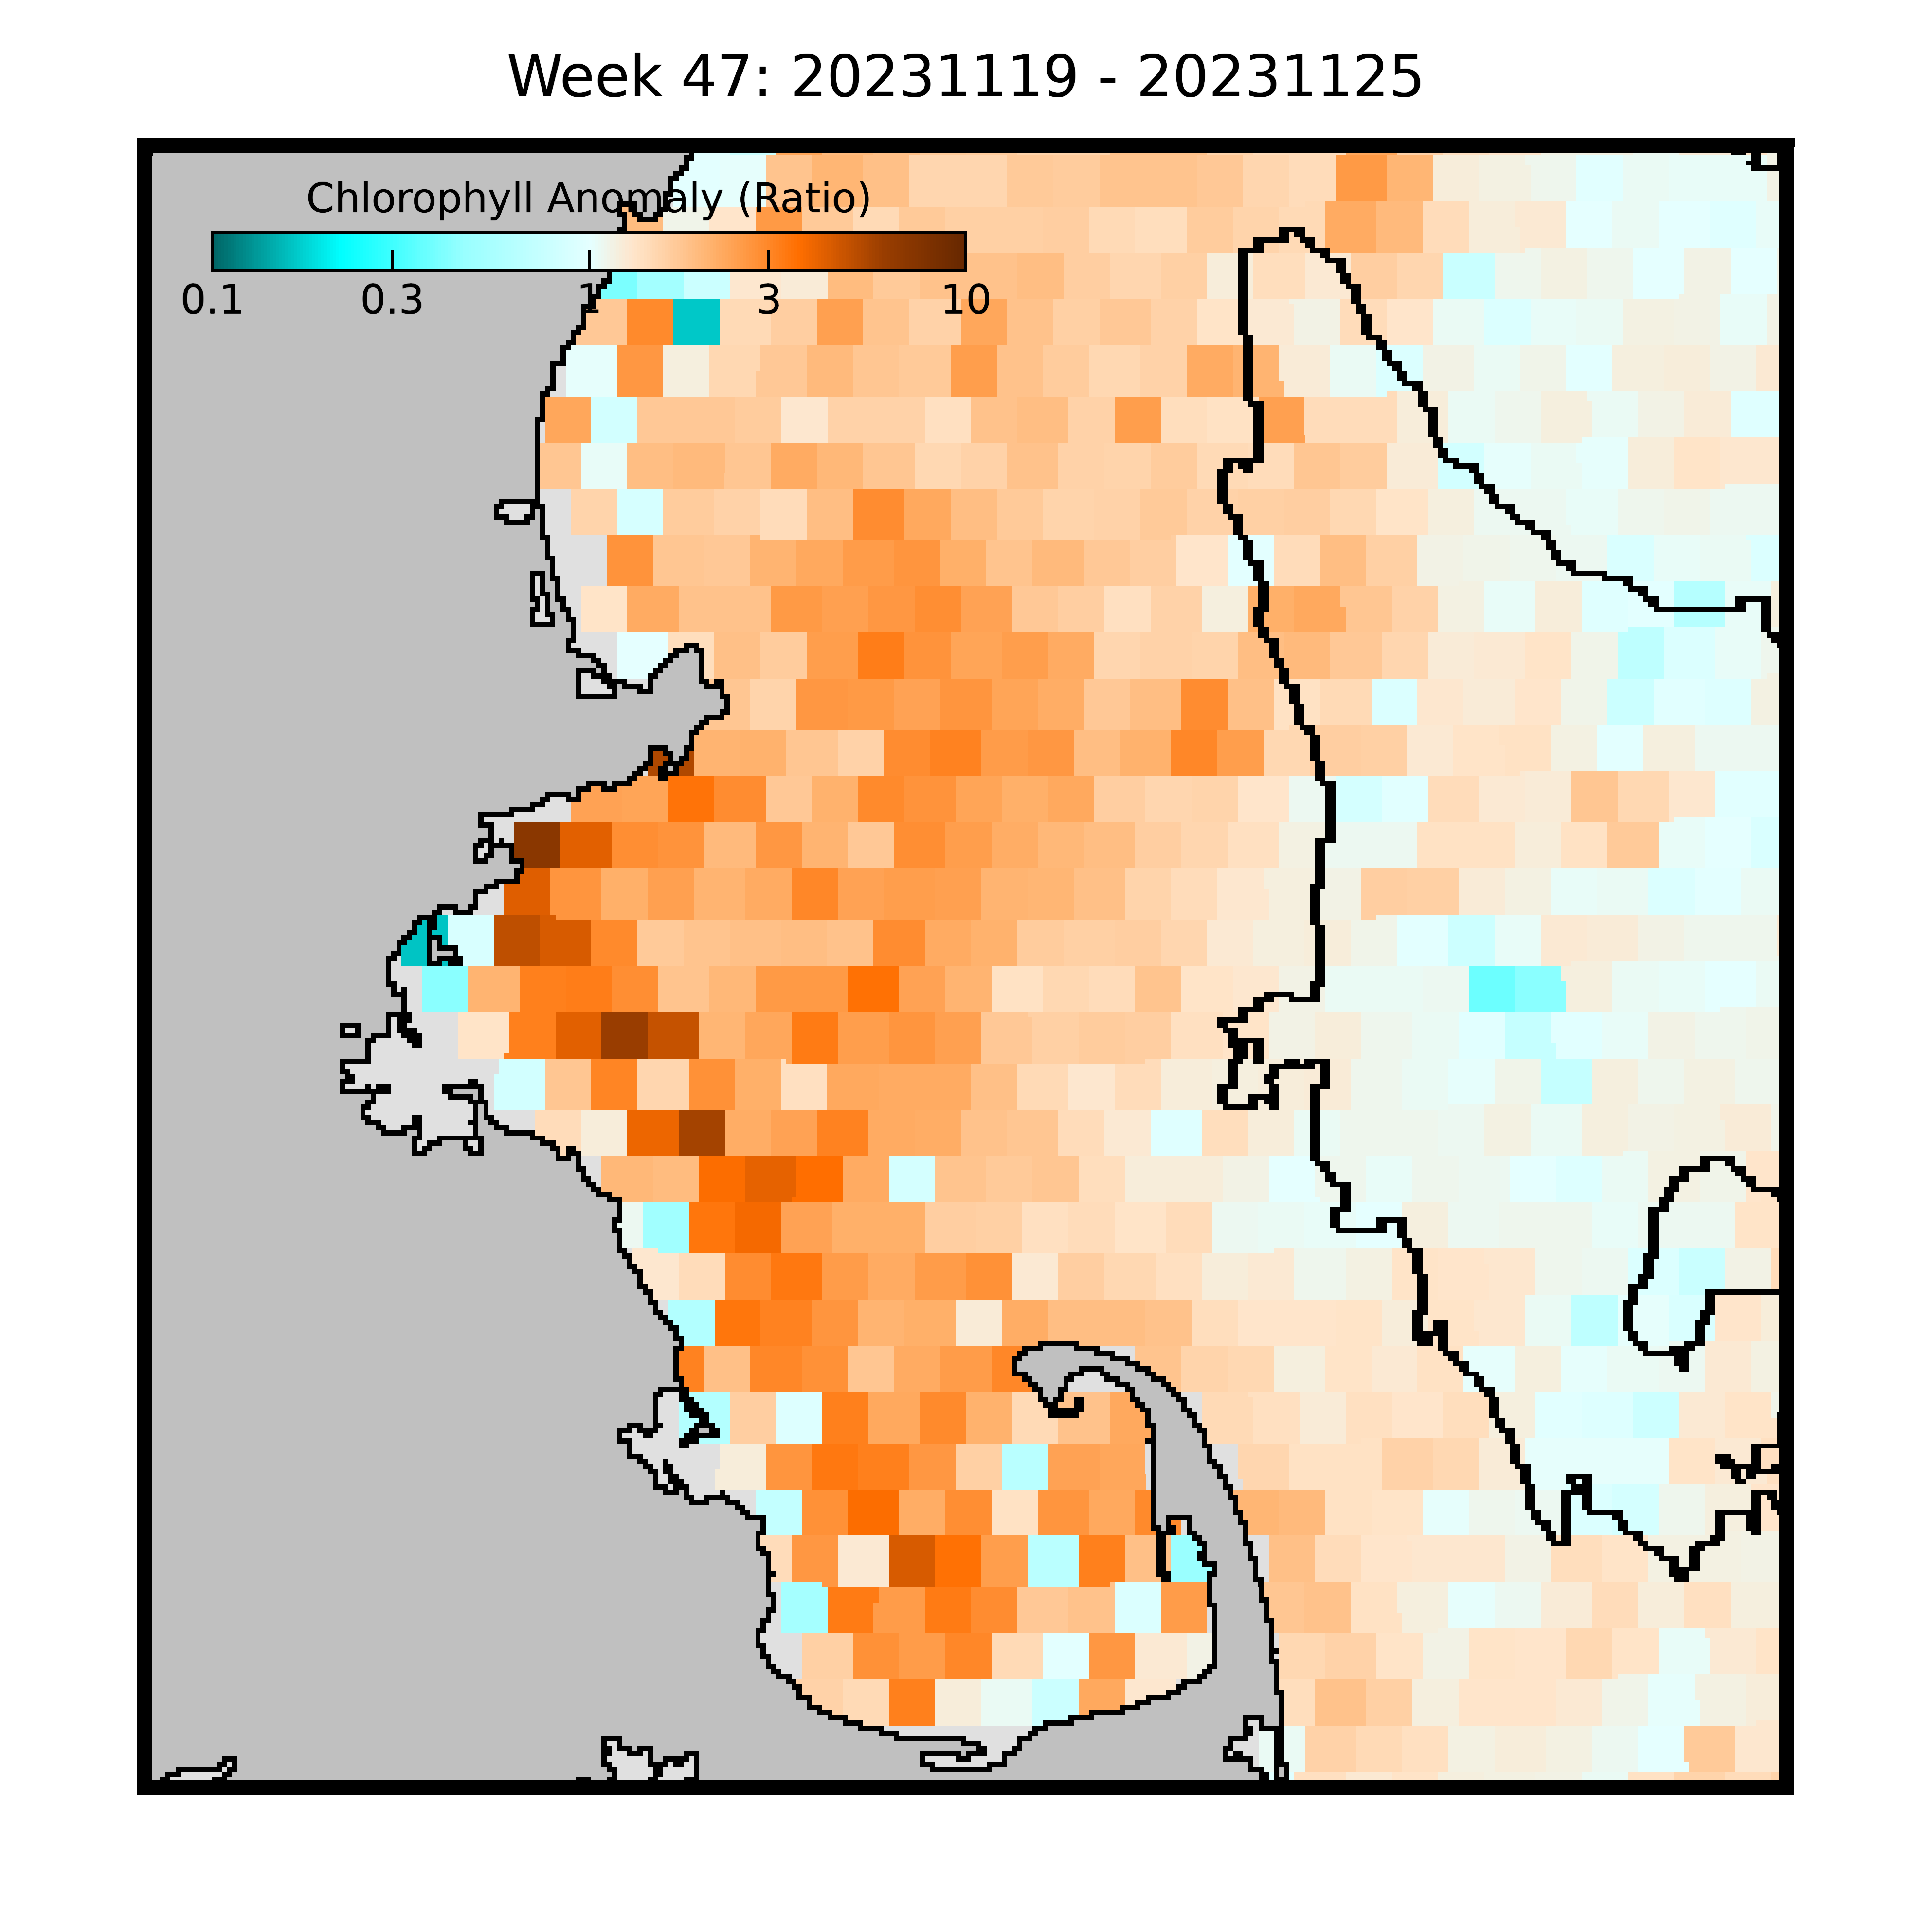 Week 47: 20231119 - 20231125
Chlorophyll Anomaly (Ratio)
0.1 0.3 1 3 10